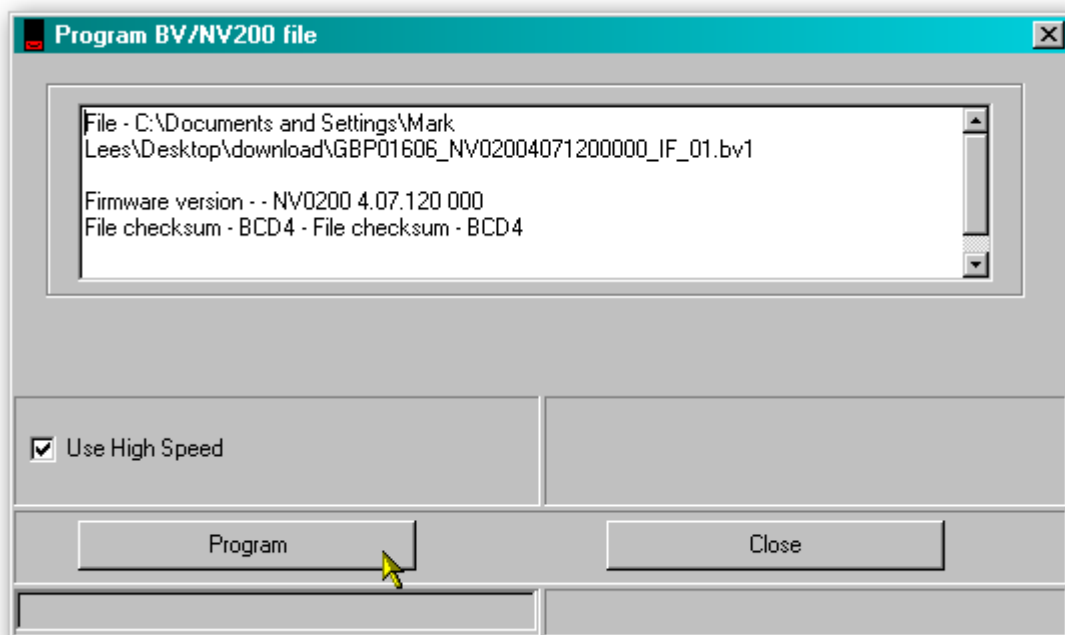 Program BV/NV200 file
File - C:\Documents and Settings\Mark
Lees\Desktop\download\GBP01606_NV02004071200000_IF_01.bv1
Firmware version - - NV0200 4.07.120 000
File checksum - BCD4 - File checksum - BCD4
Use High Speed
Program
Close